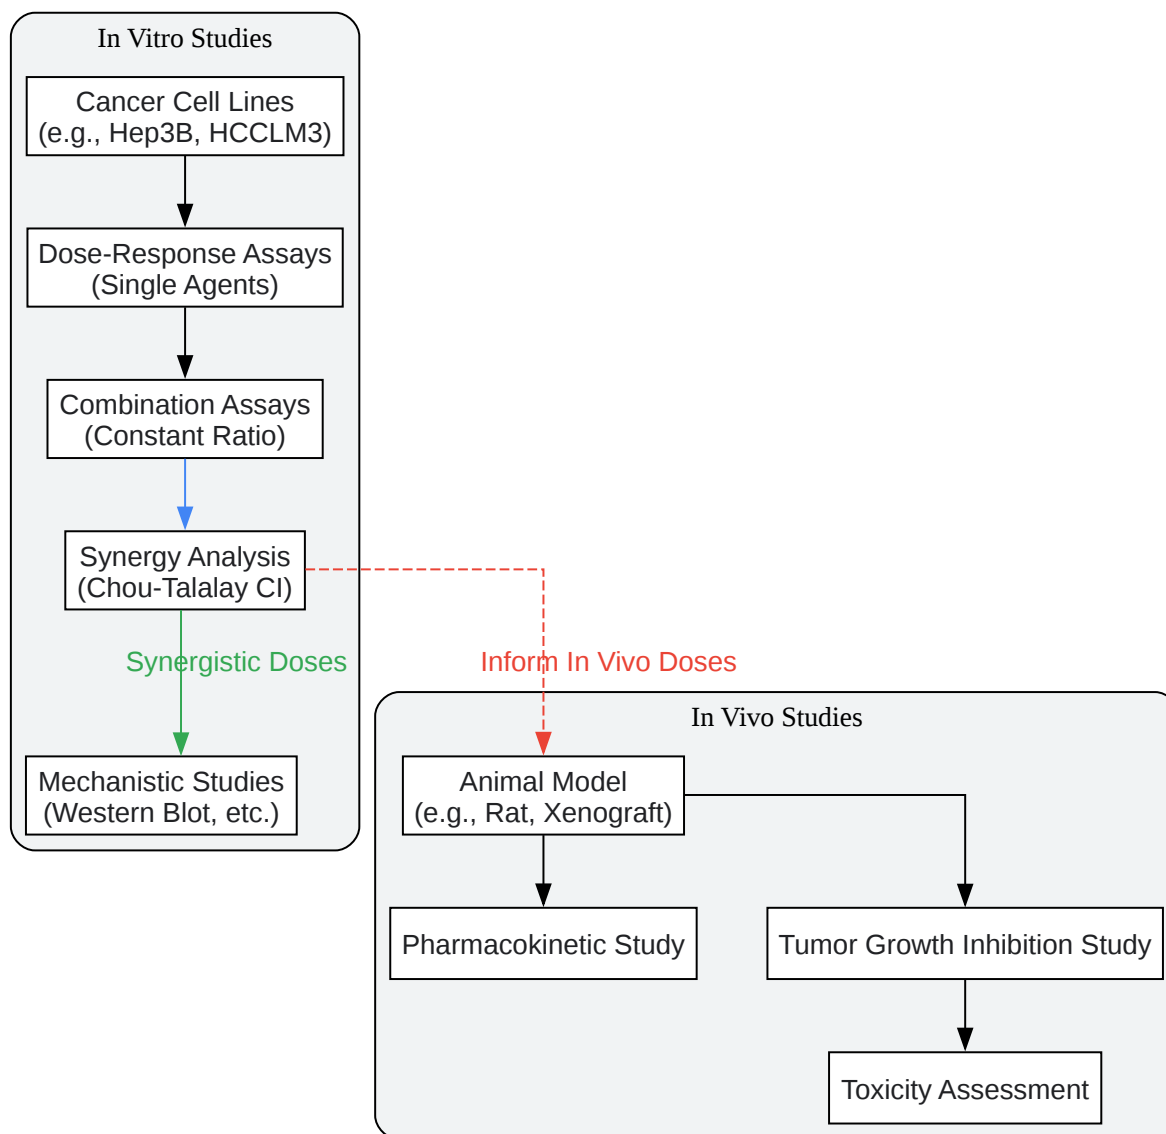 In Vitro Studies
Cancer Cell Lines
(e.g., Hep3B, HCCLM3)
Dose-Response Assays
(Single Agents)
Combination Assays
(Constant Ratio)
Synergy Analysis
(Chou-Talalay CI)
Synergistic Doses
Inform In Vivo Doses
Mechanistic Studies
(Western Blot, etc.)
In Vivo Studies
Animal Model
(e.g., Rat, Xenograft)
Pharmacokinetic Study
Tumor Growth Inhibition Study
Toxicity Assessment